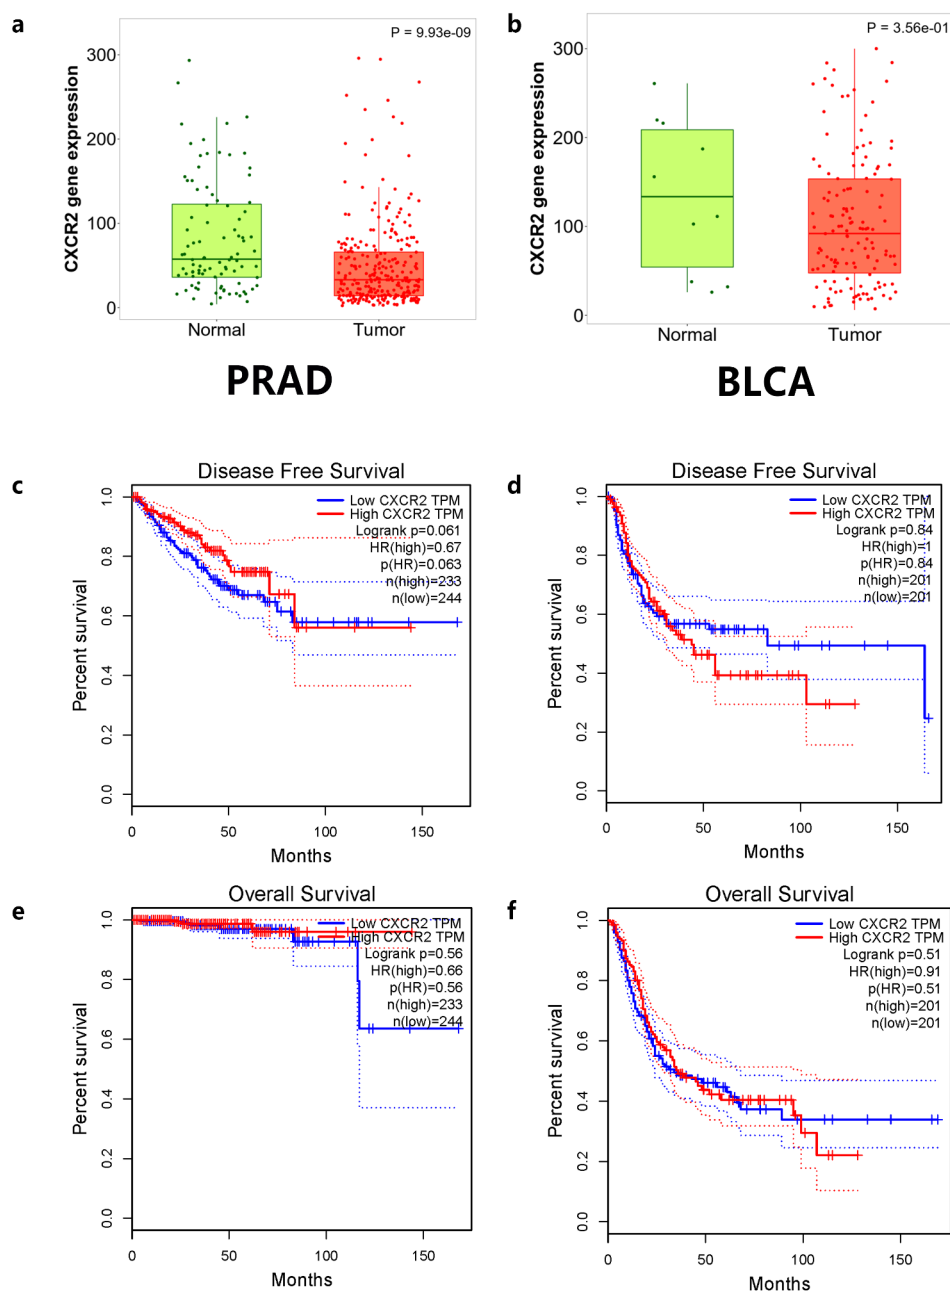 a
P = 9.93e-09
CXCR2 gene expression
300
200
100
0
Normal
Tumor
PRAD
b
P = 3.56e-01
CXCR2 gene expression
300
200
100
0
Normal
Tumor
BLCA
c
Disease Free Survival
Low CXCR2 TPM
High CXCR2 TPM
Logrank p=0.061
HR(high)=0.67
p(HR)=0.063
n(high)=233
n(low)=244
Percent survival
1.0
0.8
0.6
0.4
0.2
0.0
0
50
100
150
Months
d
Disease Free Survival
Low CXCR2 TPM
High CXCR2 TPM
Logrank p=0.84
HR(high)=1
p(HR)=0.84
n(high)=201
n(low)=201
Percent survival
1.0
0.8
0.6
0.4
0.2
0.0
0
50
100
150
Months
e
Overall Survival
Low CXCR2 TPM
High CXCR2 TPM
Logrank p=0.56
HR(high)=0.66
p(HR)=0.56
n(high)=233
n(low)=244
Percent survival
1.0
0.8
0.6
0.4
0.2
0.0
0
50
100
150
Months
f
Overall Survival
Low CXCR2 TPM
High CXCR2 TPM
Logrank p=0.51
HR(high)=0.91
p(HR)=0.51
n(high)=201
n(low)=201
Percent survival
1.0
0.8
0.6
0.4
0.2
0.0
0
50
100
150
Months